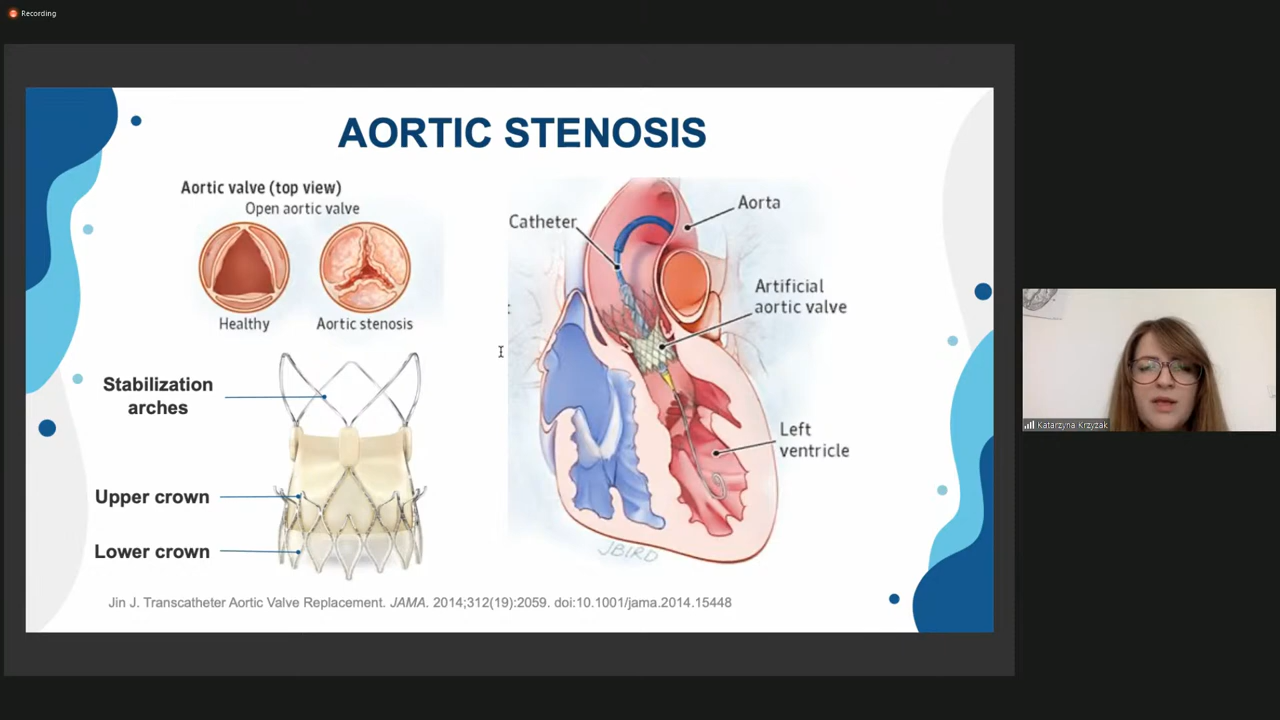 Recording
AORTIC STENOSIS
Aortic valve (top view)
Open aortic valve
Healthy
Aortic stenosis
Stabilization
arches
Upper crown
Lower crown
Catheter
Aorta
Artificial
aortic valve
Left
ventricle
JBIRD
Jin J. Transcatheter Aortic Valve Replacement. JAMA. 2014;312(19):2059. doi:10.1001/jama.2014.15448
Katarzyna Krzyżak